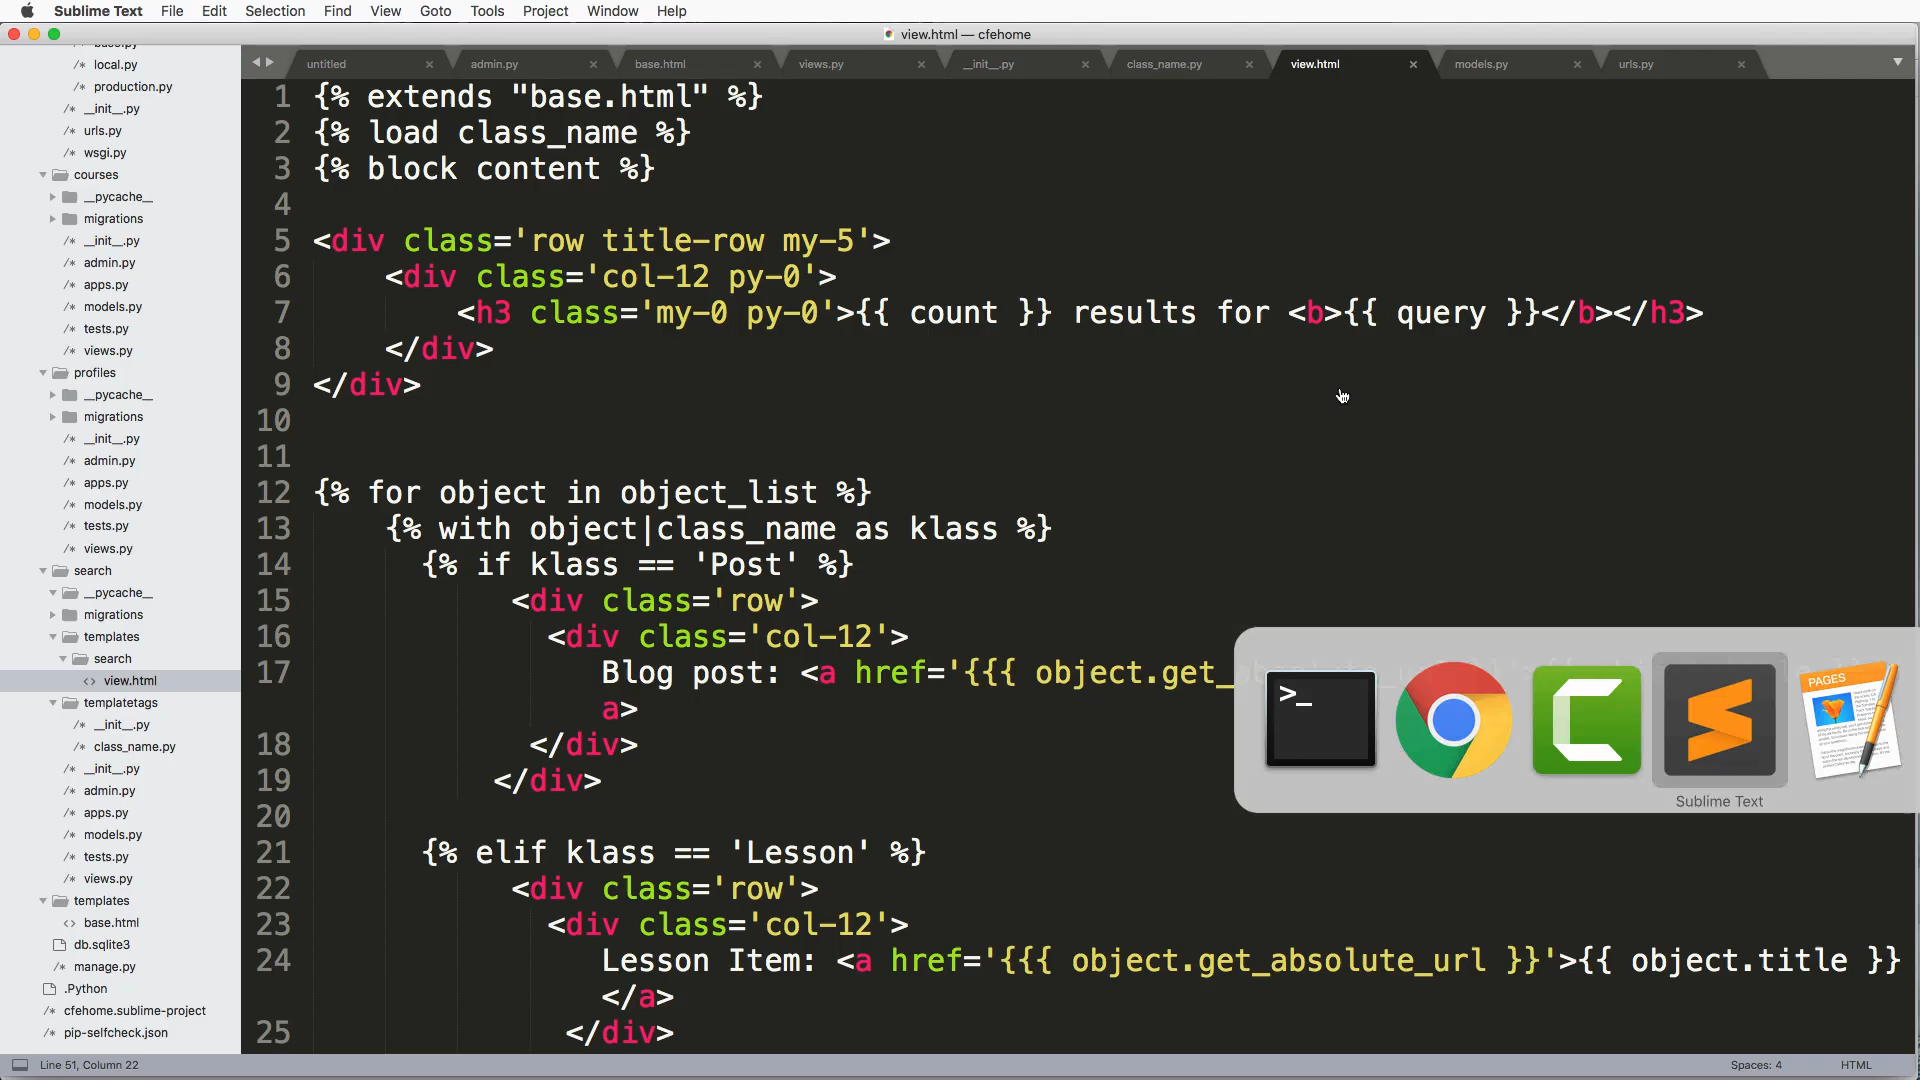 Sublime Text File Edit Selection Find View Goto Tools Project Window Help
view.html — cfehome
untitled admin.py base.html views.py __init__.py class_name.py view.html models.py urls.py
local.py
production.py
__init__.py
urls.py
wsgi.py
courses
__pycache__
migrations
__init__.py
admin.py
apps.py
models.py
tests.py
views.py
profiles
__pycache__
migrations
__init__.py
admin.py
apps.py
models.py
tests.py
views.py
search
__pycache__
migrations
templates
search
view.html
templatetags
__init__.py
class_name.py
__init__.py
admin.py
apps.py
models.py
tests.py
views.py
templates
base.html
db.sqlite3
manage.py
.Python
cfehome.sublime-project
pip-selfcheck.json
1 {% extends "base.html" %}
2 {% load class_name %}
3 {% block content %}
4
5 <div class='row title-row my-5'>
6 <div class='col-12 py-0'>
7 <h3 class='my-0 py-0'>{{ count }} results for <b>{{ query }}</b></h3>
8 </div>
9 </div>
10
11
12 {% for object in object_list %}
13 {% with object|class_name as klass %}
14 {% if klass == 'Post' %}
15 <div class='row'>
16 <div class='col-12'>
17 Blog post: <a href='{{{ object.get_
a>
18 </div>
19 </div>
20
21 {% elif klass == 'Lesson' %}
22 <div class='row'>
23 <div class='col-12'>
24 Lesson Item: <a href='{{{ object.get_absolute_url }}'>{{ object.title }}
</a>
25 </div>
>_
PAGES
Sublime Text
Line 51, Column 22
Spaces: 4 HTML